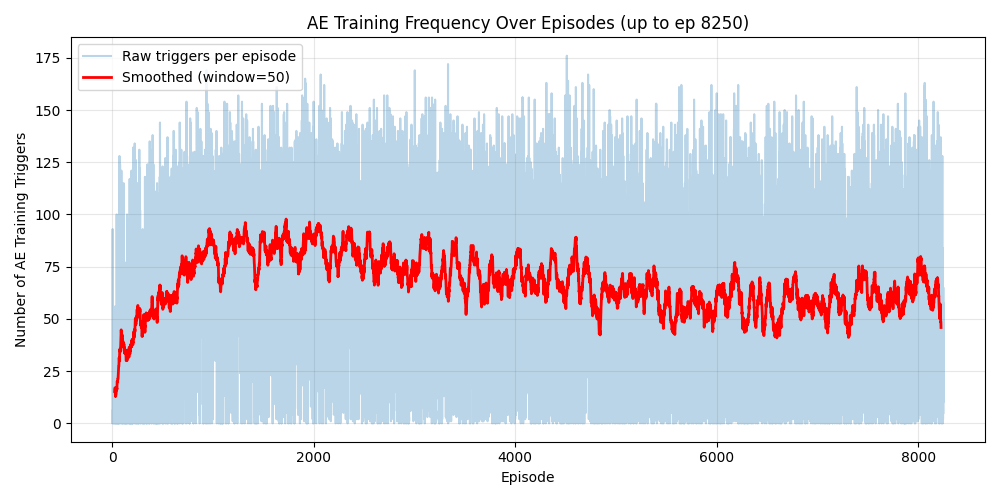 AE Training Frequency Over Episodes (up to ep 8250)
Raw triggers per episode
Smoothed (window=50)
Number of AE Training Triggers
175
150
125
100
75
50
25
0
0 2000 4000 6000 8000
Episode